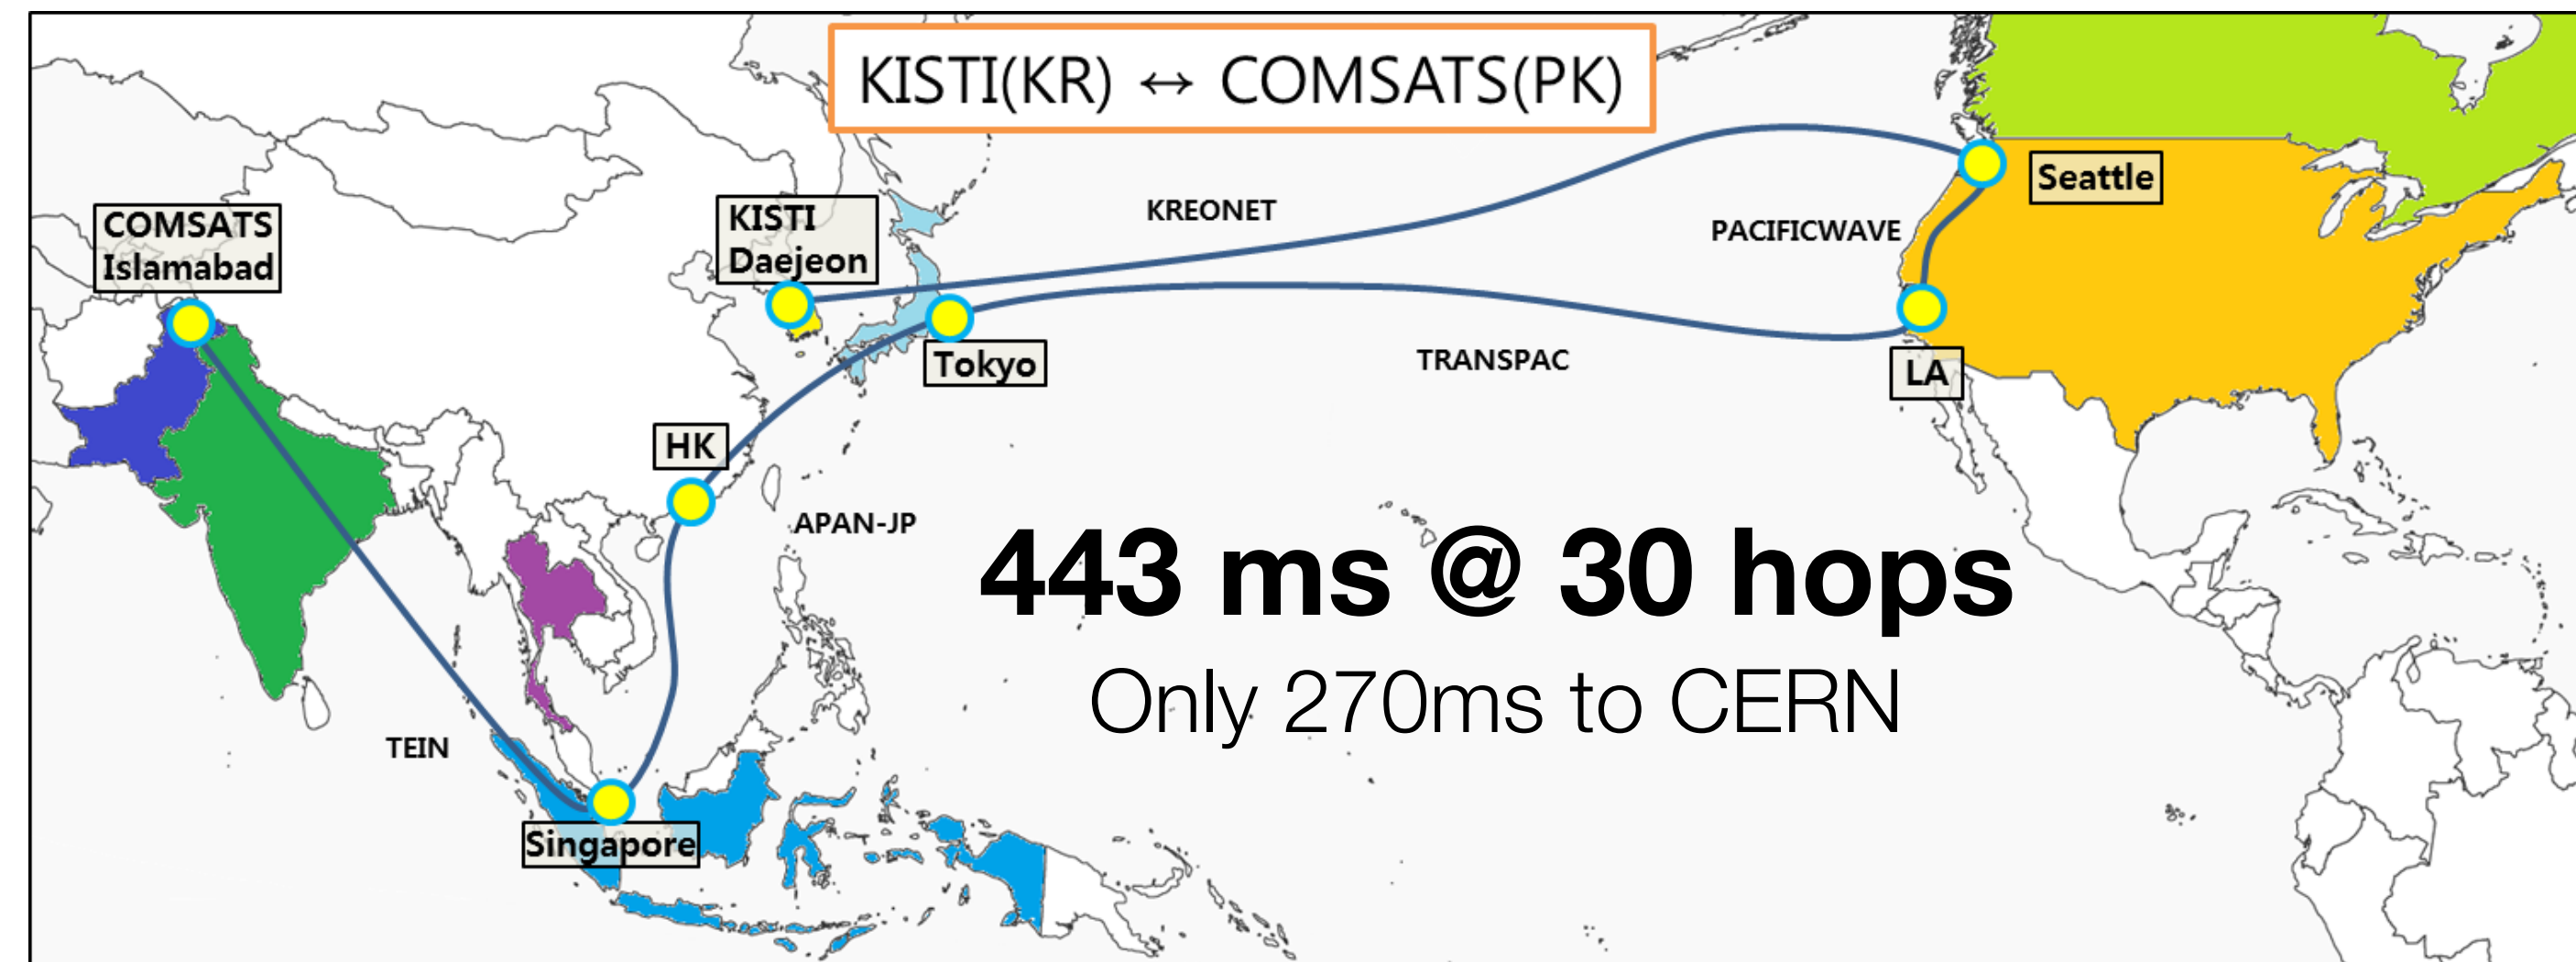 KISTI(KR) ↔ COMSATS(PK)
Seattle
COMSATS
Islamabad
KISTI
Daejeon
KREONET
PACIFICWAVE
Tokyo
TRANSPAC
LA
HK
APAN-JP
443 ms @ 30 hops
Only 270ms to CERN
TEIN
Singapore